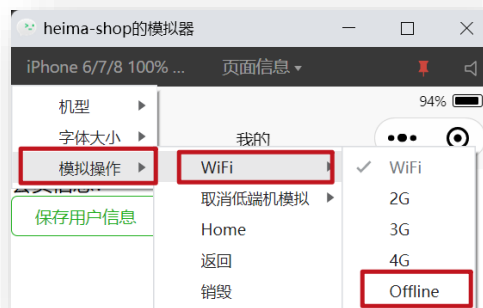 heima-shop的模拟器
iPhone 6/7/8 100% ... 页面信息
94%
机型
字体大小
我的
模拟操作
WiFi
WiFi
取消低端机模拟
2G
保存用户信息
Home
3G
返回
4G
销毁
Offline